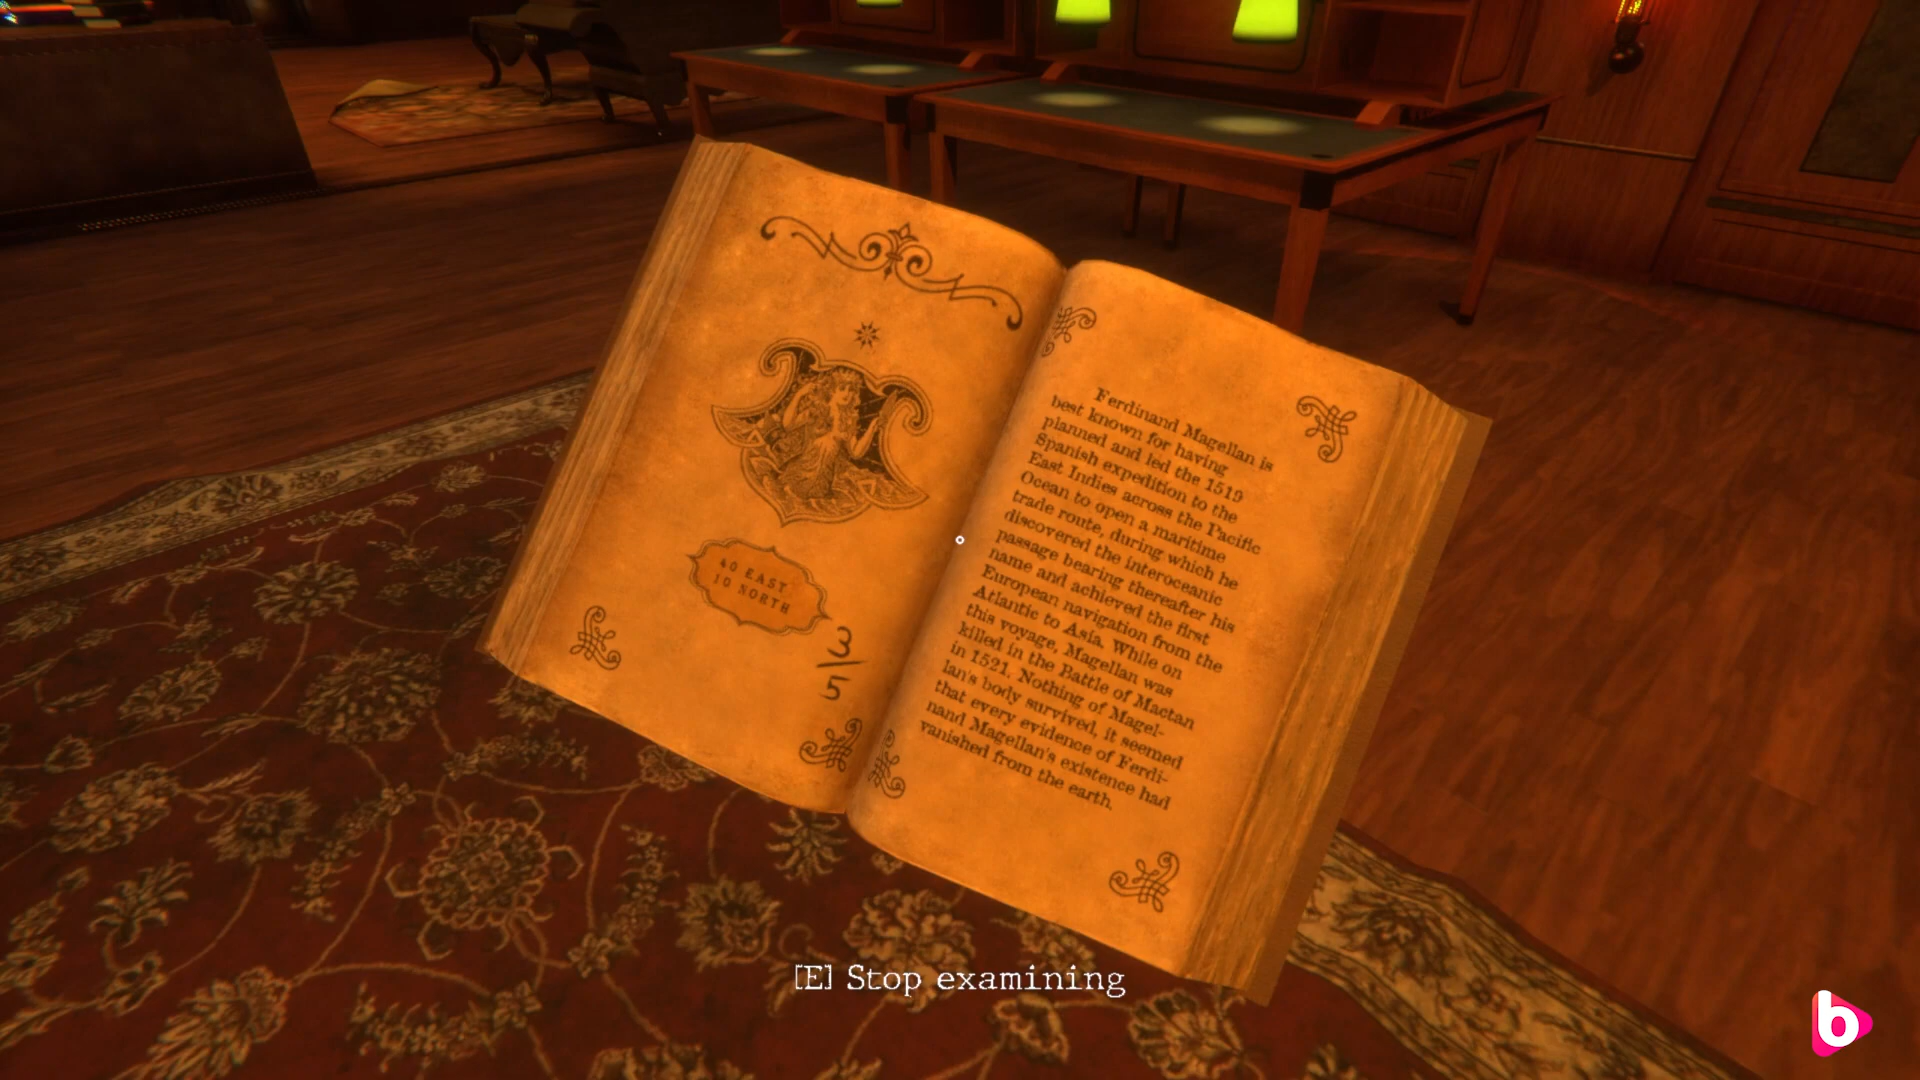 40 EAST
10 NORTH
3/5
Ferdinand Magellan is
best known for having
planned and led the 1519
Spanish expedition to the
East Indies across the Pacific
Ocean to open a maritime
trade route, during which he
discovered the interoceanic
passage bearing thereafter his
name and achieved the first
European navigation from the
Atlantic to Asia. While on
this voyage, Magellan was
killed in the Battle of Mactan
in 1521. Nothing of Magel-
lan's body survived, it seemed
that every evidence of Ferdi-
nand Magellan's existence had
vanished from the earth.
[E] Stop examining
b